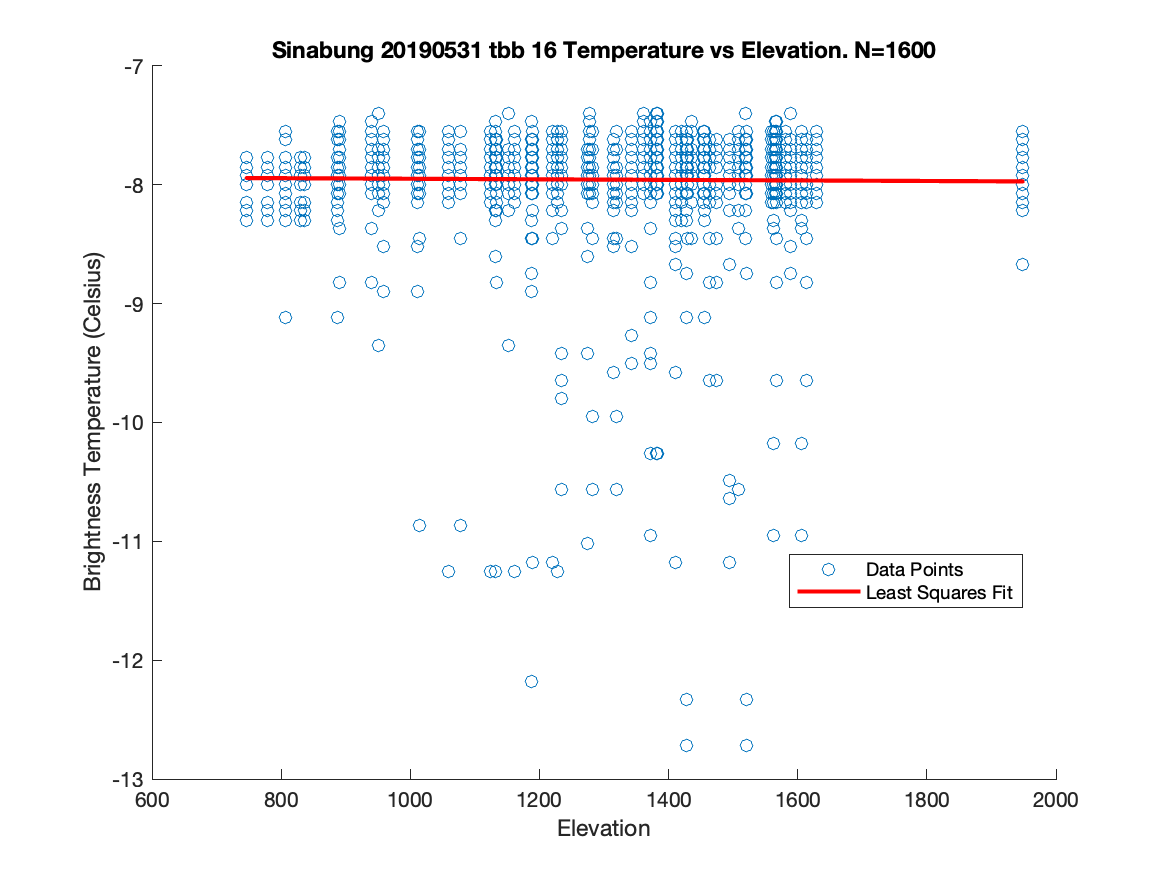 Sinabung 20190531 tbb 16 Temperature vs Elevation. N=1600
-7
-8
-9
-10
-11
-12
-13
Brightness Temperature (Celsius)
Data Points
Least Squares Fit
600 800 1000 1200 1400 1600 1800 2000
Elevation